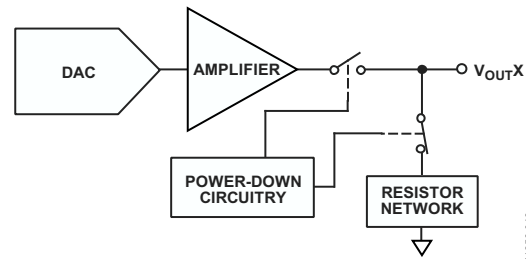 DAC
AMPLIFIER
VOUTX
POWER-DOWN
CIRCUITRY
RESISTOR
NETWORK